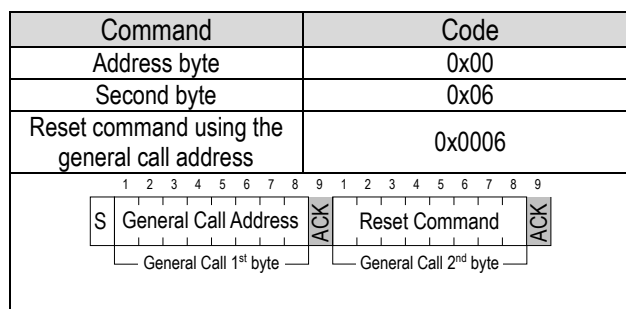 Command Code
Address byte 0x00
Second byte 0x06
Reset command using the
general call address 0x0006
1 2 3 4 5 6 7 8 9 1 2 3 4 5 6 7 8 9
S General Call Address ACK Reset Command ACK
General Call 1st byte General Call 2nd byte